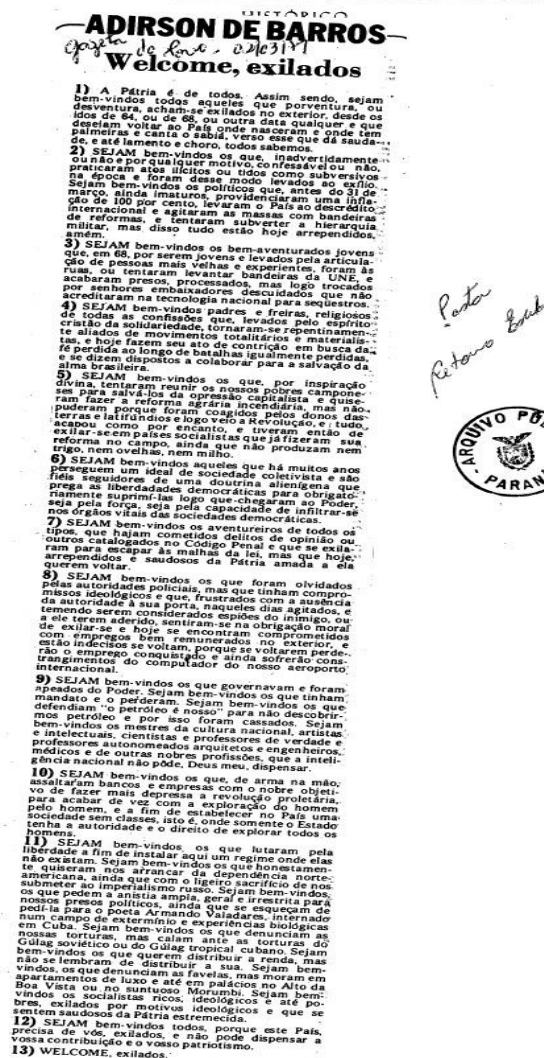 HISTÓRICO
ADIRSON DE BARROS
Welcome, exilados
1) A Pátria é de todos. Assim sendo, sejam
bem-vindos todos aqueles que porventura, ou
desventura, acham-se exilados no exterior, desde os
idos de 64, ou de 68, ou outra data qualquer e que
desejam voltar ao País onde nasceram e onde tem
palmeiras e canta o sabiá, verso esse que dá sauda-
de, e até lamento e choro, todos sabemos.
2) SEJAM bem-vindos os que, inadvertidamente
ou não e por qualquer motivo, confessável ou não,
praticaram atos ilícitos ou tidos como subversivos
na época e foram desse modo levados ao exílio.
Sejam bem-vindos os políticos que, antes do 31 de
março, ainda imaturos, providenciaram uma infla-
ção de 100 por cento, levaram o País ao descrédito
internacional e agitaram as massas com bandeiras
de reformas, e tentaram subverter a hierarquia
militar, mas disso tudo estão hoje arrependidos,
amém.
3) SEJAM bem-vindos os bem-aventurados jovens
que, em 68, por serem jovens e levados pela articula-
ção de pessoas mais velhas e experientes, foram às
ruas, ou tentaram levantar bandeiras da UNE, e
acabaram presos, processados, mas logo trocados
por senhores embaixadores descuidados que não
acreditaram na tecnologia nacional para seqüestros.
4) SEJAM bem-vindos padres e freiras, religiosos
de todas as confissões que, levados pelo espírito
cristão da solidariedade, tornaram-se repentinamen-
te aliados de movimentos totalitários e materialis-
tas, e hoje fazem seu ato de contrição em busca da
fé perdida ao longo de batalhas igualmente perdidas,
e se dizem dispostos a colaborar para a salvação da
alma brasileira.
5) SEJAM bem-vindos os que, por inspiração
divina, tentaram reunir os nossos pobres campone-
ses para salvá-los da opressão capitalista e quise-
ram fazer a reforma agrária incendiária, mas não
puderam porque foram coagidos pelos donos das
terras e latifúndios e logo veio a Revolução, e tudo
acabou como por encanto, e tiveram então de
exilar-se em países socialistas que já fizeram sua
reforma no campo, ainda que não produzam nem
trigo, nem ovelhas, nem milho.
6) SEJAM bem-vindos aqueles que há muitos anos
perseguem um ideal de sociedade coletivista e são
fiéis seguidores de uma doutrina alienígena que
prega as liberdadades democráticas para obrigato-
riamente suprimí-las logo que chegaram ao Poder,
seja pela força, seja pela capacidade de infiltrar-se
nos órgãos vitais das sociedades democráticas.
7) SEJAM bem-vindos os aventureiros de todos os
tipos, que hajam cometidos delitos de opinião ou
outros catalogados no Código Penal e que se exila-
ram para escapar às malhas da lei, mas que hoje,
arrependidos e saudosos da Pátria amada a ela
querem voltar.
8) SEJAM bem-vindos os que foram olvidados
pelas autoridades policiais, mas que tinham compro-
missos ideológicos e que, frustrados com a ausência
da autoridade à sua porta, naqueles dias agitados, e
temendo serem considerados espiões do inimigo, ou
a ele terem aderido, sentiram-se na obrigação moral
de exilar-se e hoje se encontram comprometidos
com empregos bem remunerados no exterior, e
estão indecisos se voltam, porque se voltarem perde-
rão o emprego conquistado e ainda sofrerão cons-
trangimentos do computador do nosso aeroporto
internacional.
9) SEJAM bem-vindos os que governavam e foram
apeados do Poder. Sejam bem-vindos os que tinham
mandato e o perderam. Sejam bem-vindos os que
defendiam "o petróleo é nosso" para não descobrir-
mos petróleo e por isso foram cassados. Sejam
bem-vindos os mestres da cultura nacional, artistas
e intelectuais, cientistas e professores de verdade e
professores autonomeados arquitetos e engenheiros,
médicos e de outras nobres profissões, que a inteli-
gência nacional não pôde, Deus meu, dispensar.
10) SEJAM bem-vindos os que, de arma na mão,
assaltaram bancos e empresas com o nobre objeti-
vo de fazer mais depressa a revolução proletária,
para acabar de vez com a exploração do homem
pelo homem, e a fim de estabelecer no País uma
sociedade sem classes, isto é, onde somente o Estado
tenha a autoridade e o direito de explorar todos os
homens.
11) SEJAM bem-vindos os que lutaram pela
liberdade a fim de instalar aqui um regime onde elas
não existam. Sejam bem-vindos os que honestamen-
te quiseram nos arrancar da dependência norte-
americana, ainda que com o ligeiro sacrifício de nos
submeter ao imperialismo russo. Sejam bem-vindos,
os que pedem a anistia ampla, geral e irrestrita para
nossos presos políticos, ainda que se esqueçam de
pedí-la para o poeta Armando Valadares, internado
num campo de extermínio e experiências biológicas
em Cuba. Sejam bem-vindos os que denunciam as
nossas torturas, mas calam ante as torturas do
Gúlag soviético ou do Gúlag tropical cubano. Sejam
bem-vindos os que querem distribuir a renda, mas
não se lembram de distribuir a sua. Sejam bem-
vindos, os que denunciam as favelas, mas moram em
apartamentos de luxo e até em palácios no Alto da
Boa Vista ou no suntuoso Morumbi. Sejam bem-
vindos os socialistas ricos, ideológicos e até po-
bres, exilados por motivos ideológicos e que se
sentem saudosos da Pátria estremecida.
12) SEJAM bem-vindos todos, porque este País,
precisa de vós, exilados, e não pode dispensar a
vossa contribuição e o vosso patriotismo.
13) WELCOME, exilados.
Pasta
Retorno
ARQUIVO PÚ
PARAN